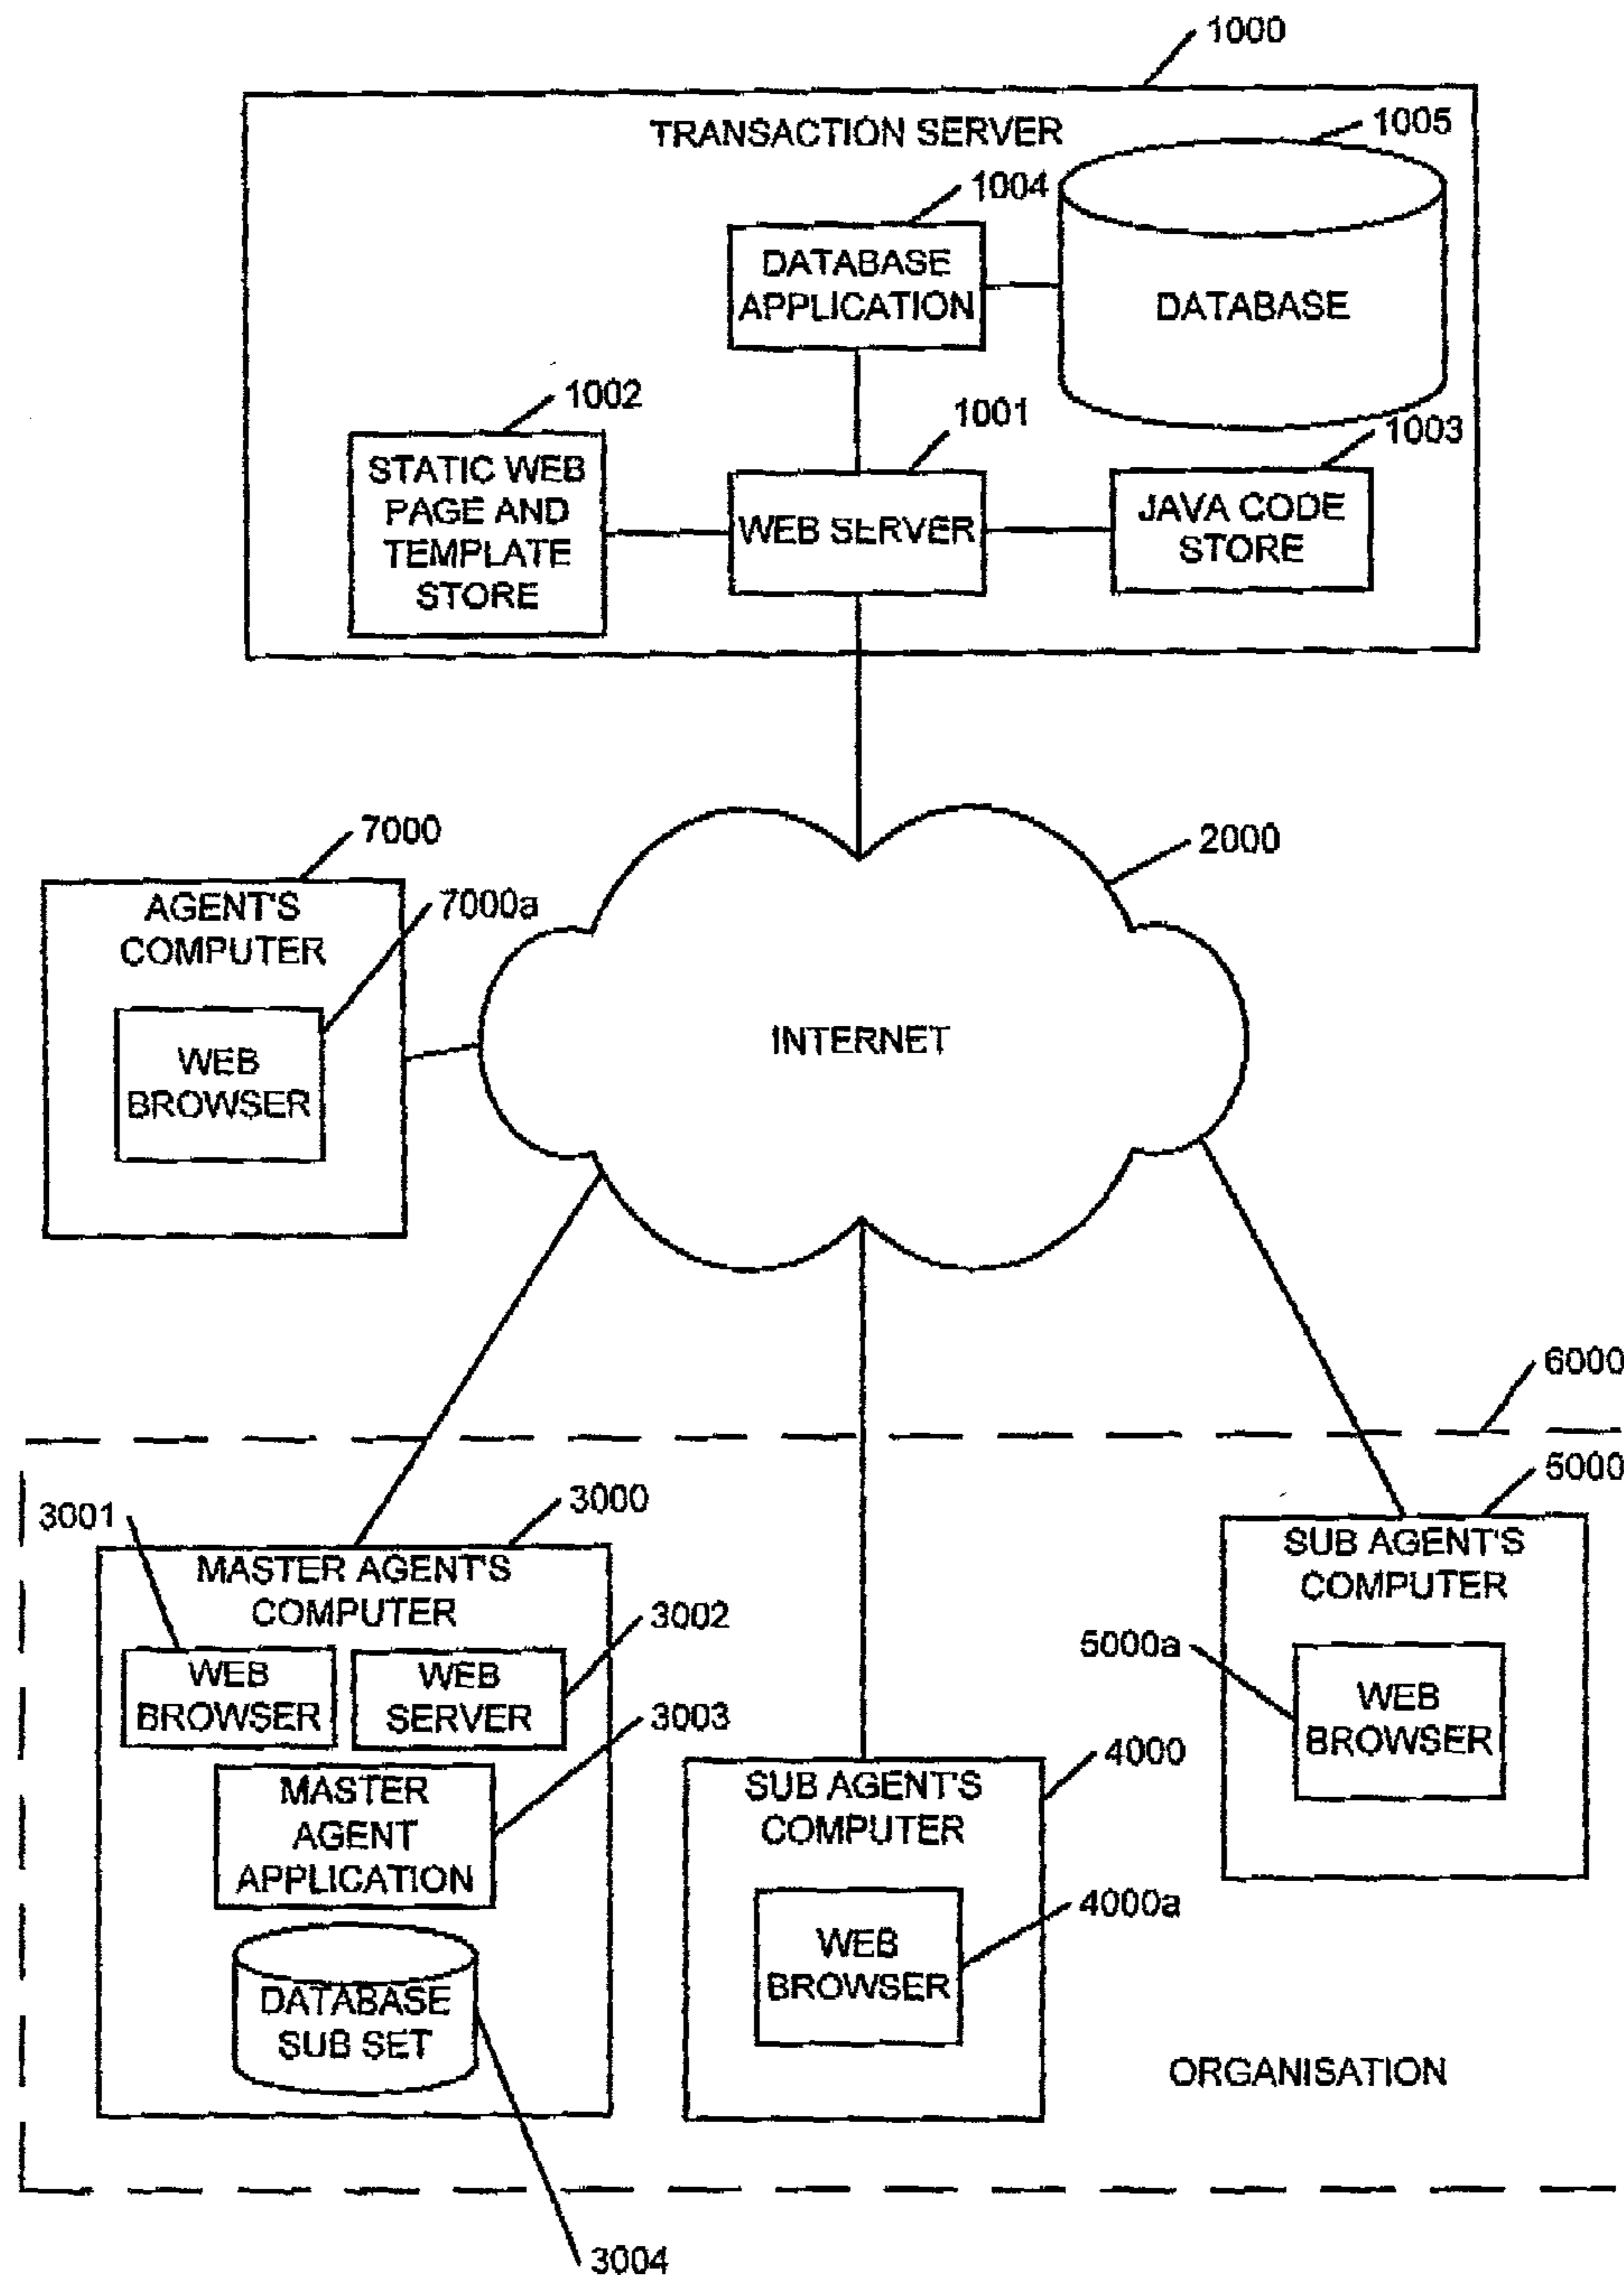 1000
TRANSACTION SERVER
1005
1004
DATABASE
APPLICATION
DATABASE
1002
1001
1003
STATIC WEB
PAGE AND
TEMPLATE
STORE
WEB SERVER
JAVA CODE
STORE
7000
2000
AGENT'S
COMPUTER
7000a
WEB
BROWSER
INTERNET
6000
5000
3001
3000
MASTER AGENT'S
COMPUTER
SUB AGENT'S
COMPUTER
3002
WEB
BROWSER
WEB
SERVER
5000a
WEB
BROWSER
3003
MASTER
AGENT
APPLICATION
4000
SUB AGENT'S
COMPUTER
4000a
WEB
BROWSER
DATABASE
SUB SET
ORGANISATION
3004